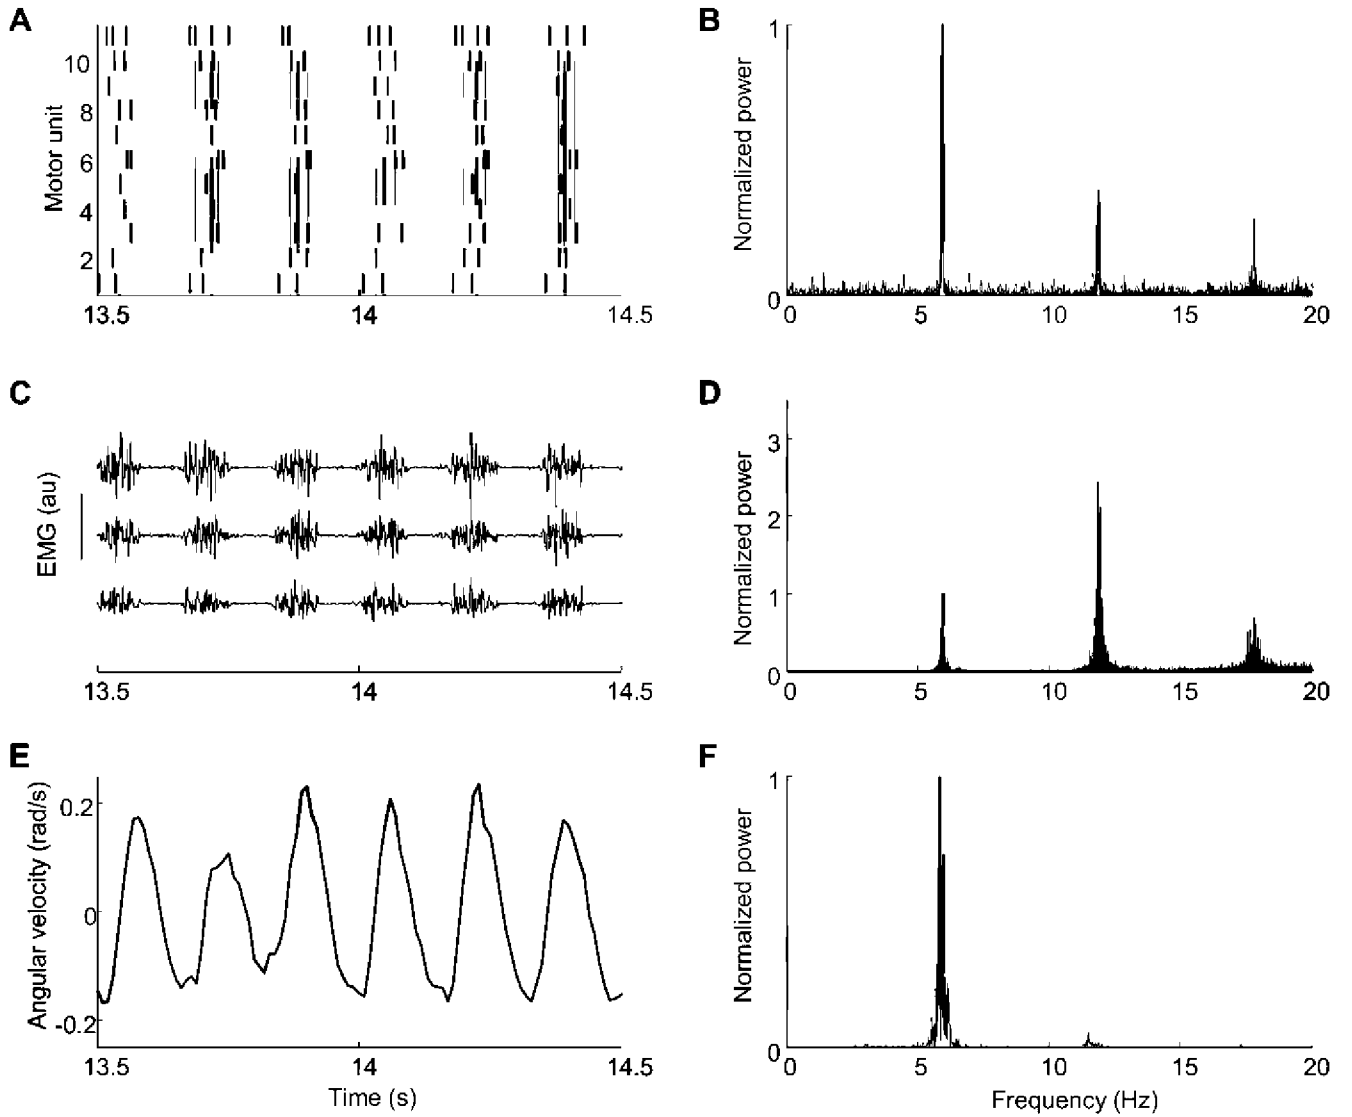 A
Motor unit
10
8
6
4
2
13.5 14 14.5
B
Normalized power
1
0
0 5 10 15 20
C
EMG (au)
13.5 14 14.5
D
Normalized power
3
2
1
0
0 5 10 15 20
E
Angular velocity (rad/s)
0.2
0
-0.2
13.5 14 14.5
Time (s)
F
Normalized power
1
0
0 5 10 15 20
Frequency (Hz)